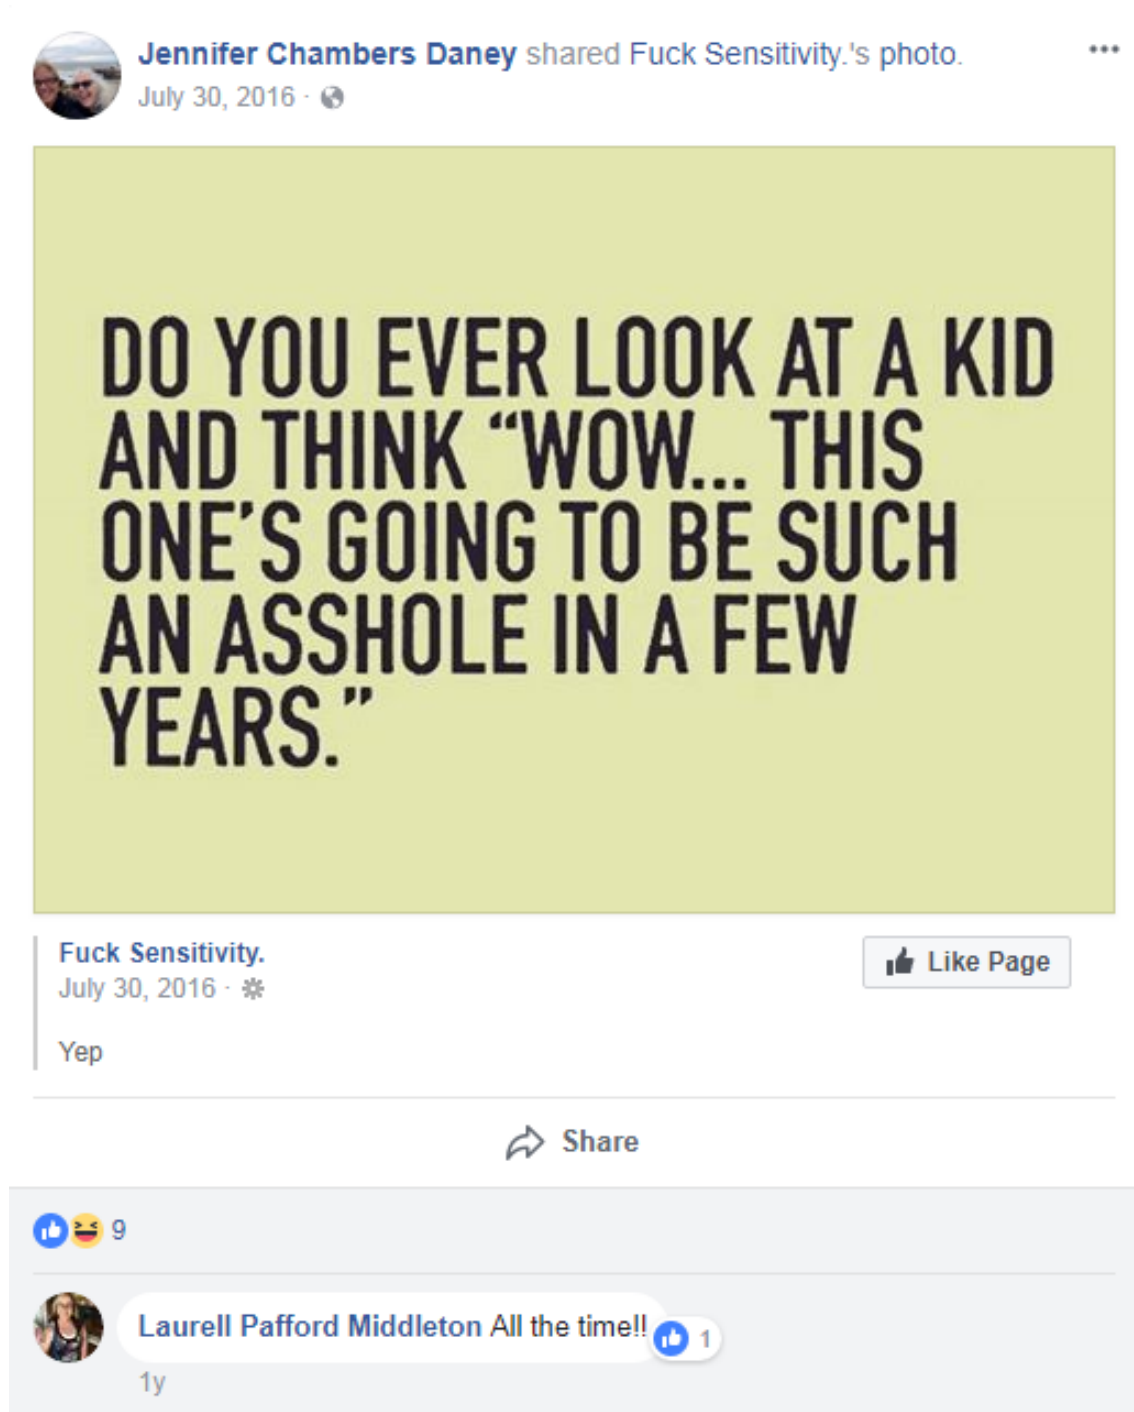 Jennifer Chambers Daney shared Fuck Sensitivity.'s photo.
July 30, 2016 ·
DO YOU EVER LOOK AT A KID
AND THINK “WOW... THIS
ONE'S GOING TO BE SUCH
AN ASSHOLE IN A FEW
YEARS.”
Fuck Sensitivity.
Like Page
July 30, 2016 ·
Yep
Share
9
Laurell Pafford Middleton All the time!! 1
1y